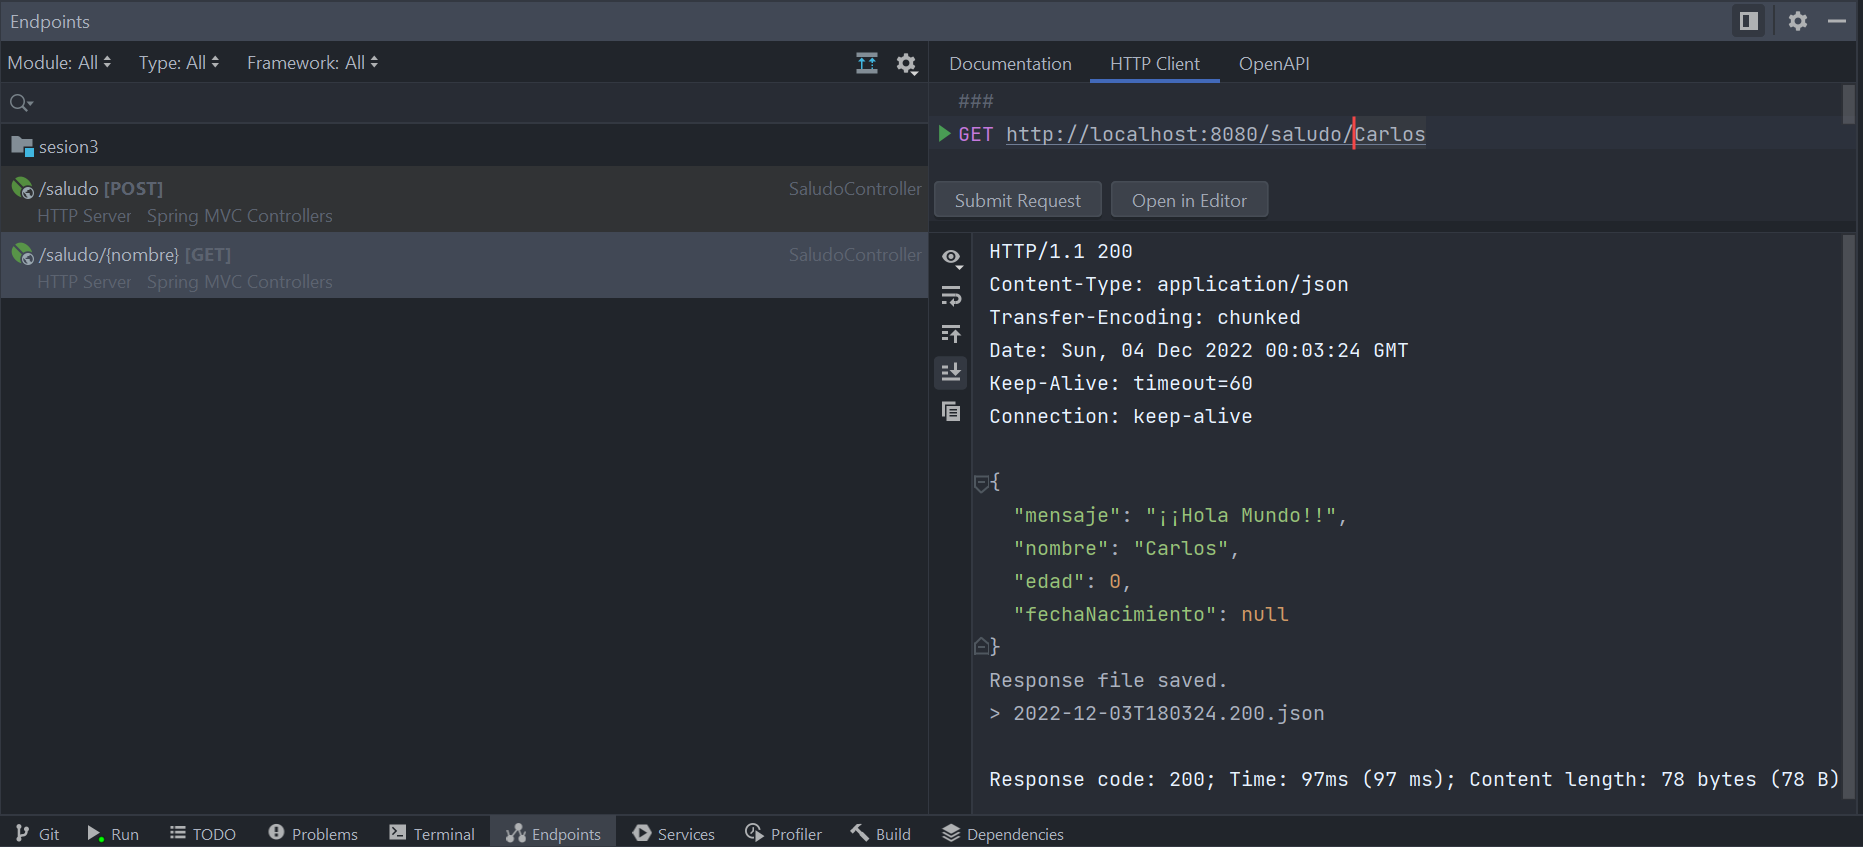 Endpoints
Module: All Type: All Framework: All
sesion3
/saludo [POST] SaludoController
HTTP Server Spring MVC Controllers
/saludo/{nombre} [GET] SaludoController
HTTP Server Spring MVC Controllers
Documentation HTTP Client OpenAPI
###
GET http://localhost:8080/saludo/Carlos
Submit Request Open in Editor
HTTP/1.1 200
Content-Type: application/json
Transfer-Encoding: chunked
Date: Sun, 04 Dec 2022 00:03:24 GMT
Keep-Alive: timeout=60
Connection: keep-alive
{
"mensaje": "¡¡Hola Mundo!!",
"nombre": "Carlos",
"edad": 0,
"fechaNacimiento": null
}
Response file saved.
> 2022-12-03T180324.200.json
Response code: 200; Time: 97ms (97 ms); Content length: 78 bytes (78 B)
Git Run TODO Problems Terminal Endpoints Services Profiler Build Dependencies